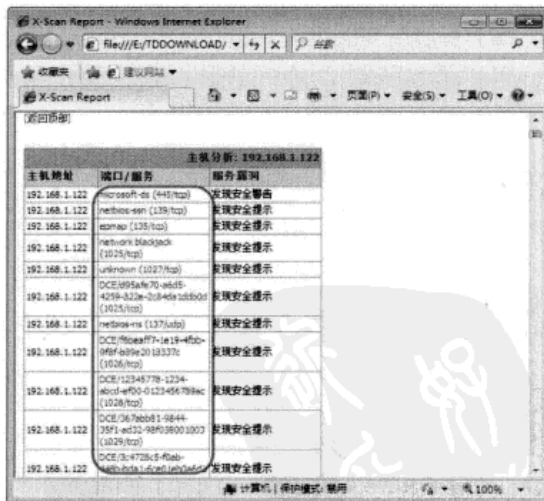 X-Scan Report - Windows Internet Explorer
file:///E:/TDDOWNLOAD/
谷歌
收藏夹
建议网站
X-Scan Report
页面(P)
安全(S)
工具(O)
[返回顶部]
主机分析: 192.168.1.122
主机地址 端口/服务 服务漏洞
192.168.1.122 microsoft-ds (445/tcp) 发现安全警告
192.168.1.122 netbios-ssn (139/tcp) 发现安全提示
192.168.1.122 epmap (135/tcp) 发现安全提示
192.168.1.122 network blackjack (1025/tcp) 发现安全提示
192.168.1.122 unknown (1027/tcp) 发现安全提示
192.168.1.122 DCE/d95afe70-a6d5-4259-822e-2c84da1ddb0d (1025/tcp) 发现安全提示
192.168.1.122 netbios-ns (137/udp) 发现安全提示
192.168.1.122 DCE/f6beaff7-1e19-4fbb-9f8f-b89e2018337c (1026/tcp) 发现安全提示
192.168.1.122 DCE/12345778-1234-abcd-ef00-0123456789ac (1028/tcp) 发现安全提示
192.168.1.122 DCE/367abb81-9844-35f1-ad32-98f038001003 (1029/tcp) 发现安全提示
192.168.1.122 DCE/3c4728c5-f0ab- 发现安全提示
计算机 | 保护模式: 禁用
100%